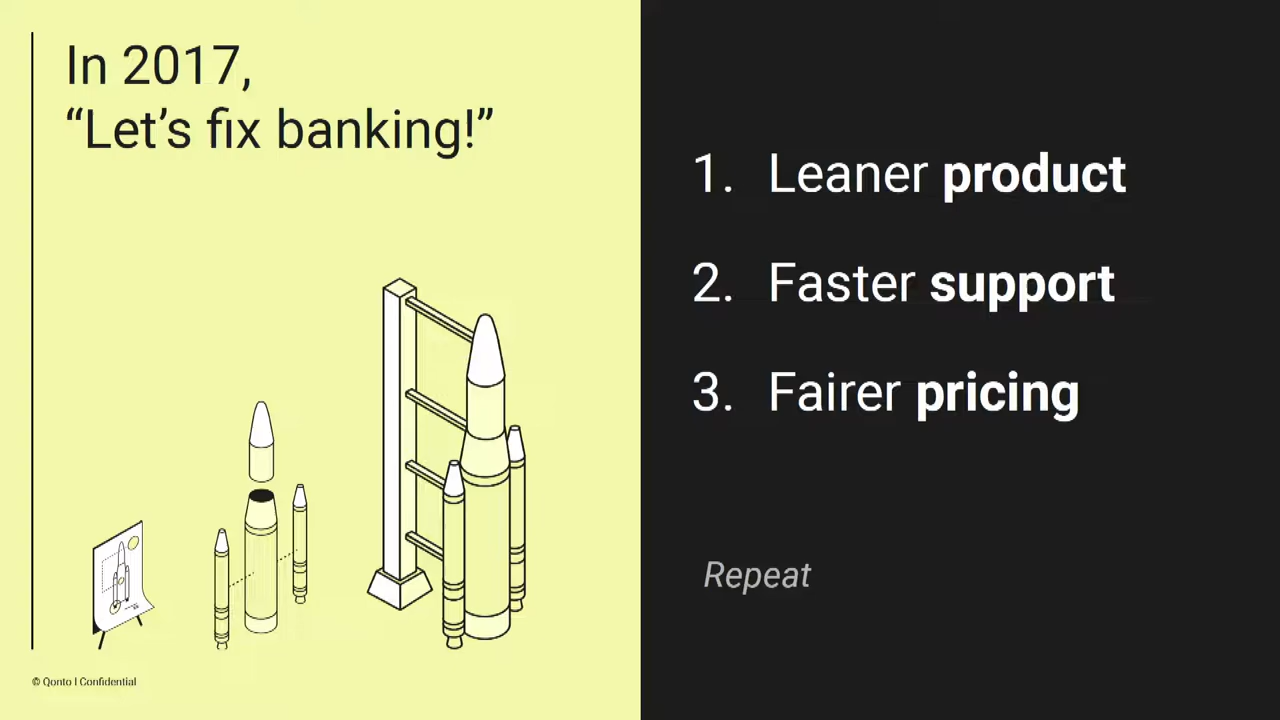 In 2017,
“Let’s fix banking!”
1. Leaner product
2. Faster support
3. Fairer pricing
Repeat
© Qonto | Confidential